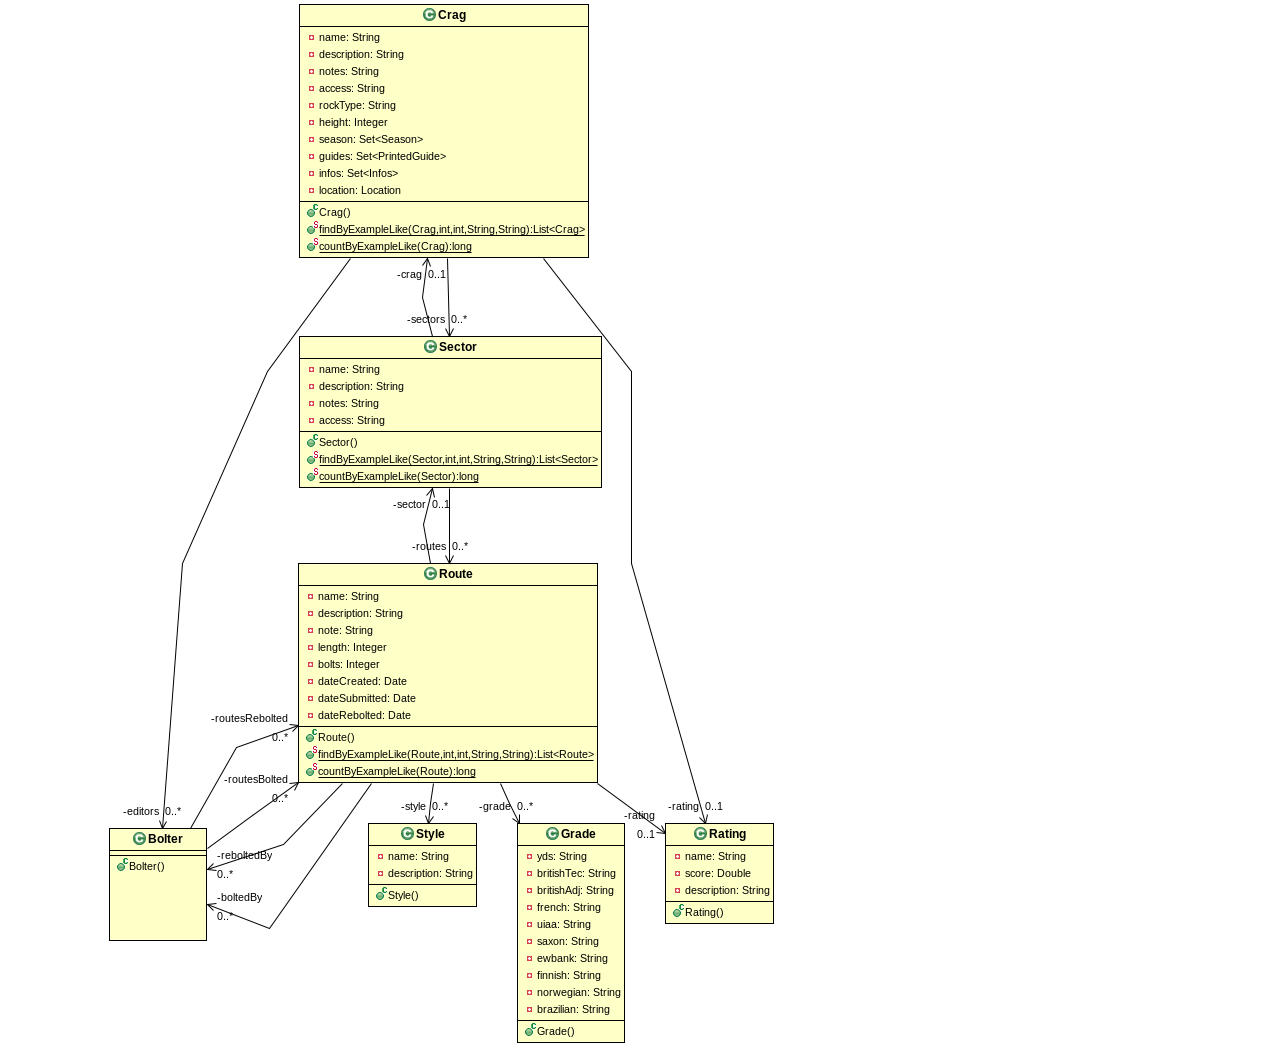 Crag
name: String
description: String
notes: String
access: String
rockType: String
height: Integer
season: Set<Season>
guides: Set<PrintedGuide>
infos: Set<Infos>
location: Location
Crag()
findByExampleLike(Crag,int,int,String,String):List<Crag>
countByExampleLike(Crag):long
-crag 0..1
-sectors 0..*
Sector
name: String
description: String
notes: String
access: String
Sector()
findByExampleLike(Sector,int,int,String,String):List<Sector>
countByExampleLike(Sector):long
-sector 0..1
-routes 0..*
Route
name: String
description: String
note: String
length: Integer
bolts: Integer
dateCreated: Date
dateSubmitted: Date
dateRebolted: Date
Route()
findByExampleLike(Route,int,int,String,String):List<Route>
countByExampleLike(Route):long
-routesRebolted
0..*
-routesBolted
0..*
-editors 0..*
-style 0..*
-grade 0..*
-rating
0..1
-rating 0..1
Bolter
Bolter()
-reboltedBy
0..*
-boltedBy
0..*
Style
name: String
description: String
Style()
Grade
yds: String
britishTec: String
britishAdj: String
french: String
uiaa: String
saxon: String
ewbank: String
finnish: String
norwegian: String
brazilian: String
Grade()
Rating
name: String
score: Double
description: String
Rating()